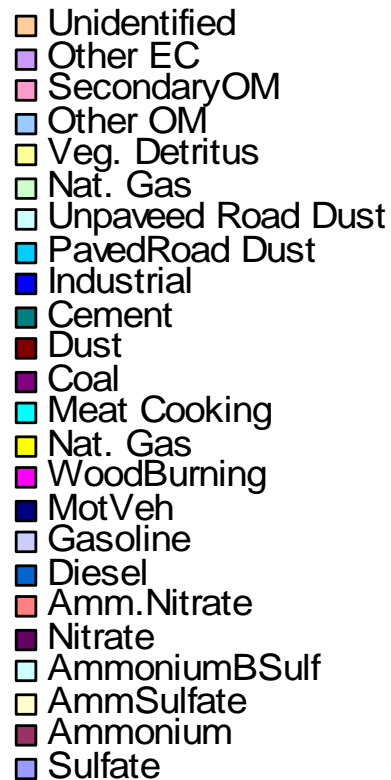 Unidentified
Other EC
SecondaryOM
Other OM
Veg. Detritus
Nat. Gas
Unpaveed Road Dust
PavedRoad Dust
Industrial
Cement
Dust
Coal
Meat Cooking
Nat. Gas
WoodBurning
MotVeh
Gasoline
Diesel
Amm.Nitrate
Nitrate
AmmoniumBSulf
AmmSulfate
Ammonium
Sulfate